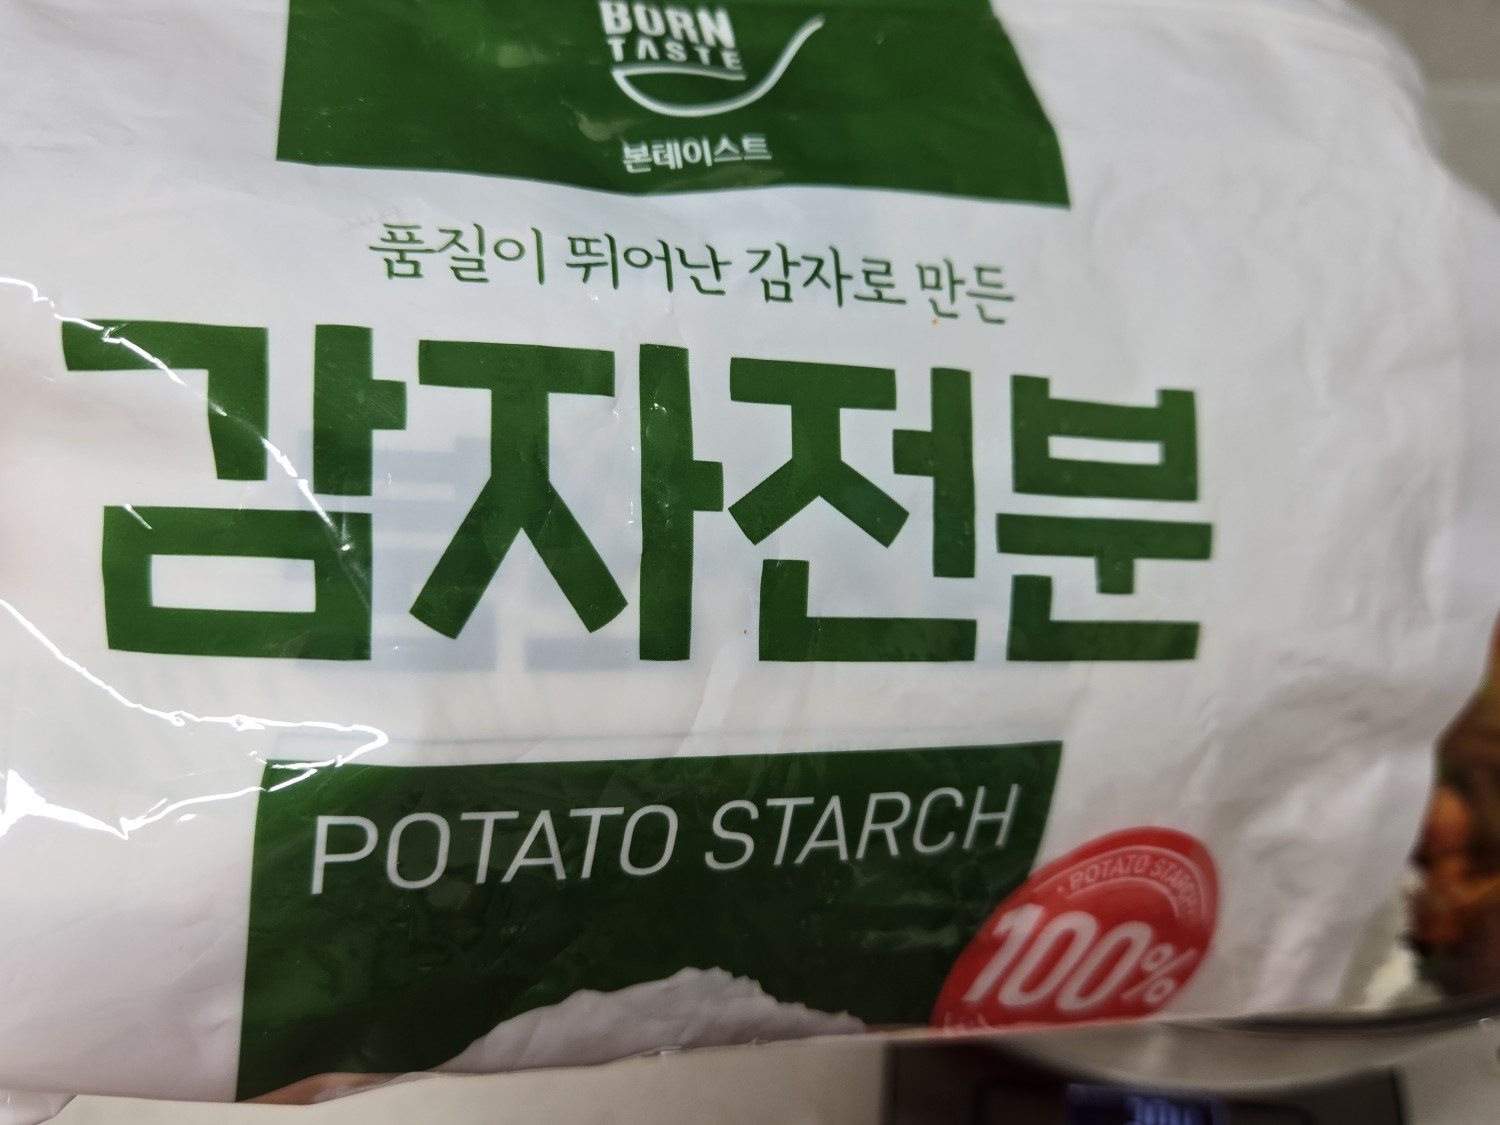 BORN
TASTE
본테이스트
품질이 뛰어난 감자로 만든
감자전분
POTATO STARCH
· POTATO STARCH
100%